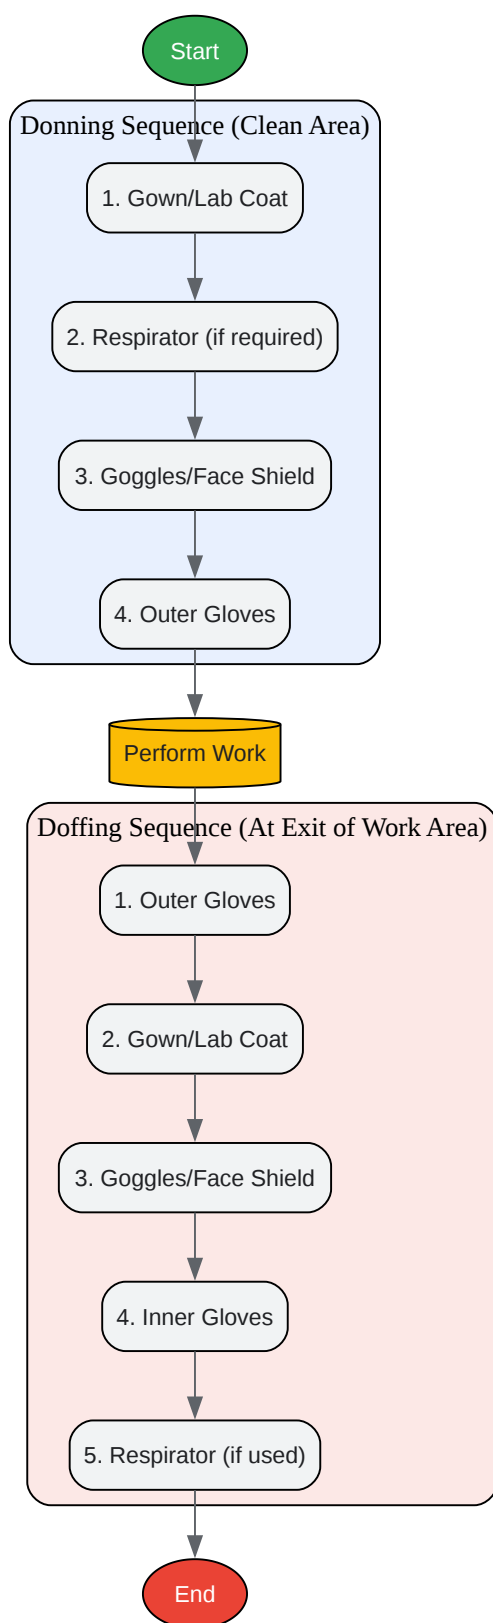 Start
Donning Sequence (Clean Area)
1. Gown/Lab Coat
2. Respirator (if required)
3. Goggles/Face Shield
4. Outer Gloves
Perform Work
Doffing Sequence (At Exit of Work Area)
1. Outer Gloves
2. Gown/Lab Coat
3. Goggles/Face Shield
4. Inner Gloves
5. Respirator (if used)
End